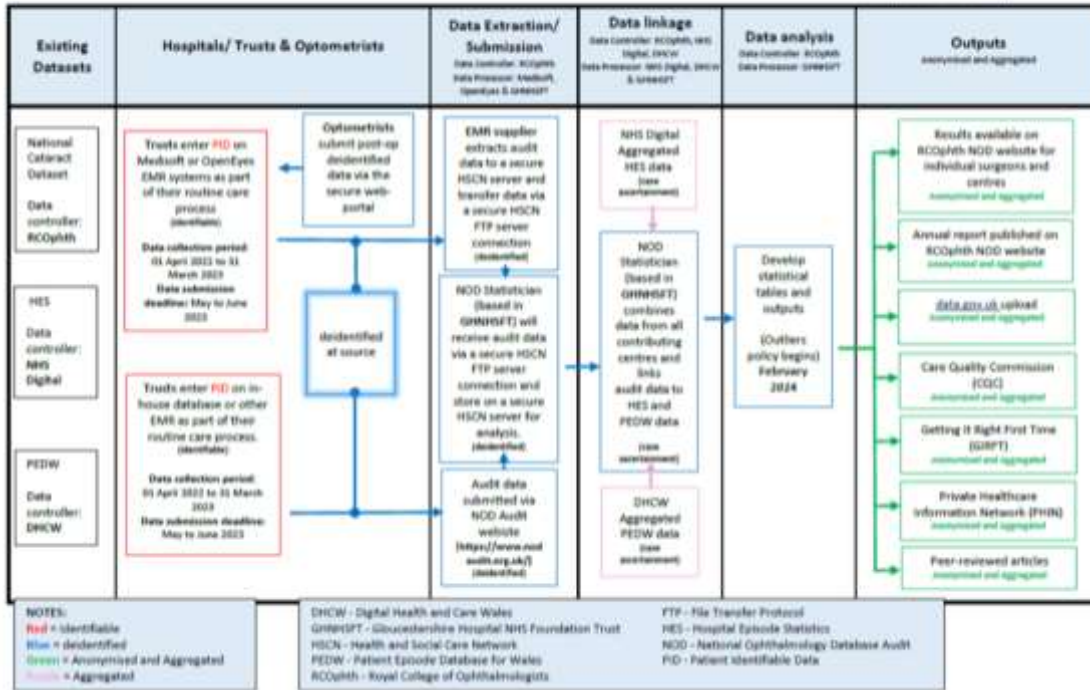 Existing
Datasets
Hospitals/ Trusts & Optometrists
Data Extraction/
Submission
Data Controller: RCOphth
Data Processor: Medisoft,
OpenEyes & GHNHSFT
Data linkage
Data Controller: RCOphth, NHS
Digital, DHCW
Data Processor: NHS Digital, DHCW
& GHNHSFT
Data analysis
Data Controller: RCOphth
Data Processor: GHNHSFT
Outputs
Anonymised and Aggregated
National
Cataract
Dataset
Data
controller:
RCOphth
HES
Data
controller:
NHS
Digital
PEDW
Data
controller:
DHCW
Trusts enter PID on
Medisoft or OpenEyes
EMR systems as part
of their routine care
process
(identifiable)
Data collection period:
01 April 2022 to 31
March 2023
Data submission
deadline: May to June
2023
Trusts enter PID on in-
house database or other
EMR as part of their
routine care process.
(identifiable)
Data collection period:
01 April 2022 to 31 March
2023
Data submission deadline:
May to June 2023
Optometrists
submit post-op
deidentified
data via the
secure web-
portal
deidentified
at source
EMR supplier
extracts audit
data to a secure
HSCN server and
transfer data via
a secure HSCN
FTP server
connection
(deidentified)
NOD Statistician
(based in
GHNHSFT) will
receive audit data
via a secure HSCN
FTP server
connection and
store on a secure
HSCN server for
analysis.
(deidentified)
Audit data
submitted via
NOD Audit
website
(https://www.nod
audit.org.uk/)
(deidentified)
NHS Digital
Aggregated
HES data
(case
ascertainment)
NOD
Statistician
(based in
GHNHSFT)
combines
data from all
contributing
centres and
links
audit data to
HES and
PEDW data
(case
ascertainment)
DHCW
Aggregated
PEDW data
(case
ascertainment)
Develop
statistical
tables and
outputs
(Outliers
policy begins)
February
2024
Results available on
RCOphth NOD website
for individual surgeons and
centres
Anonymised and Aggregated
Annual report published on
RCOphth NOD website
Anonymised and Aggregated
data.gov.uk upload
Anonymised and Aggregated
Care Quality Commission
(CQC)
Anonymised and Aggregated
Getting It Right First Time
(GIRFT)
Anonymised and Aggregated
Private Healthcare
Information Network (PHIN)
Anonymised and Aggregated
Peer-reviewed articles
Anonymised and Aggregated
NOTES:
Red = Identifiable
Blue = deidentified
Green = Anonymised and Aggregated
Purple = Aggregated
DHCW - Digital Health and Care Wales
GHNHSFT - Gloucestershire Hospital NHS Foundation Trust
HSCN - Health and Social Care Network
PEDW - Patient Episode Database for Wales
RCOphth - Royal College of Ophthalmologists
FTP - File Transfer Protocol
HES - Hospital Episode Statistics
NOD - National Ophthalmology Database Audit
PID - Patient Identifiable Data